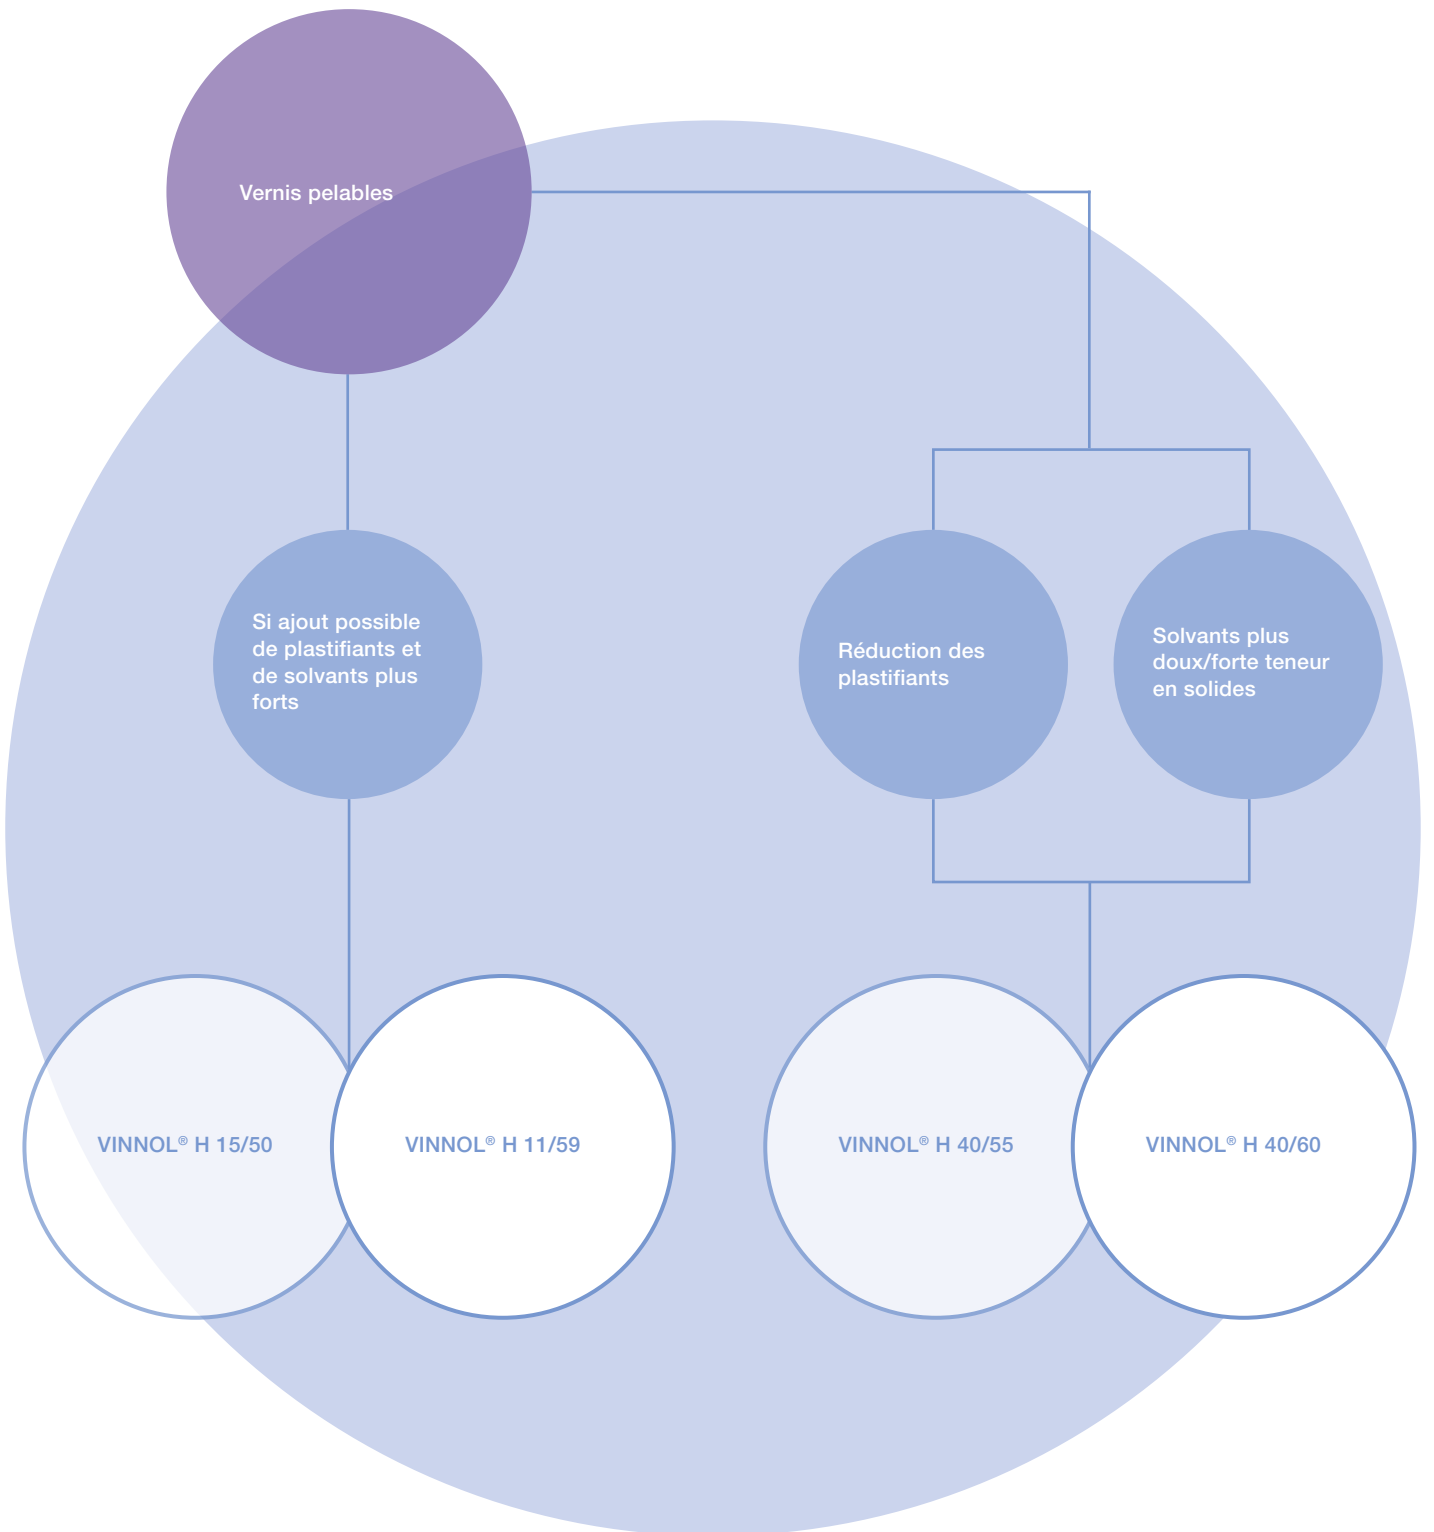 Vernis pelables
Si ajout possible
de plastifiants et
de solvants plus
forts
Réduction des
plastifiants
Solvants plus
doux/forte teneur
en solides
VINNOL® H 15/50
VINNOL® H 11/59
VINNOL® H 40/55
VINNOL® H 40/60